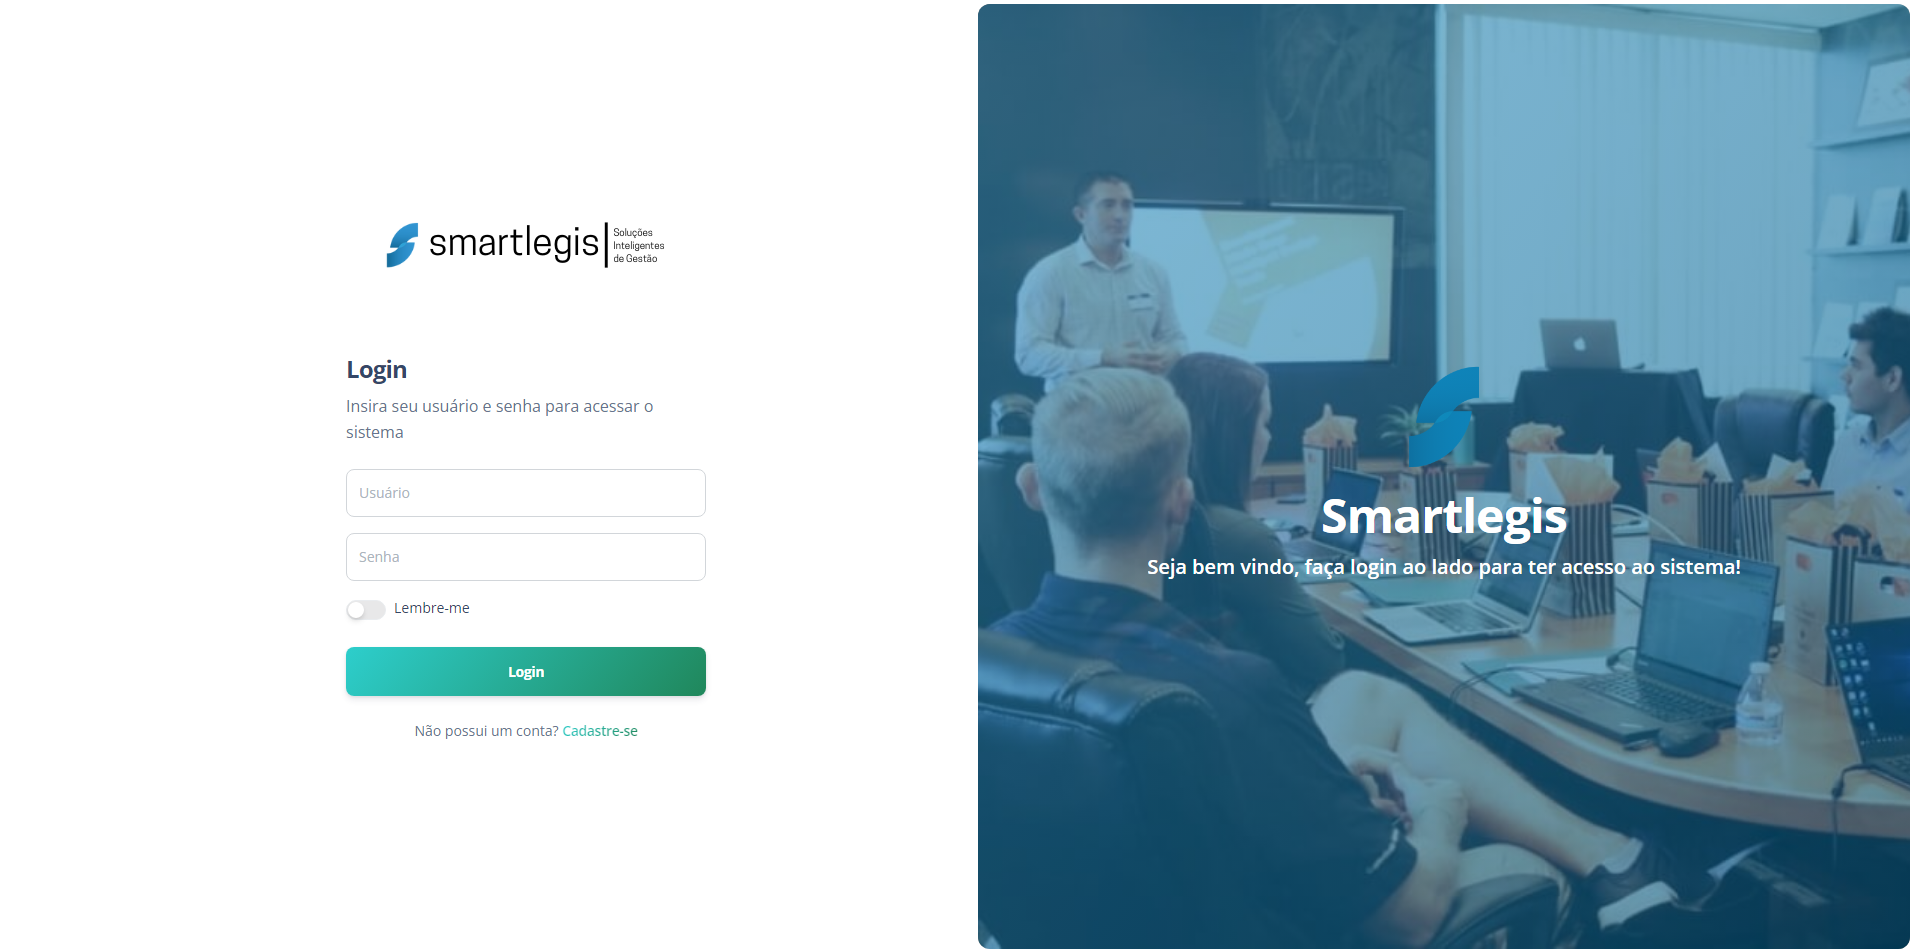 smartlegis
Soluções
Inteligentes
de Gestão
Login
Insira seu usuário e senha para acessar o
sistema
Usuário
Senha
Lembre-me
Login
Não possui um conta? Cadastre-se
Smartlegis
Seja bem vindo, faça login ao lado para ter acesso ao sistema!